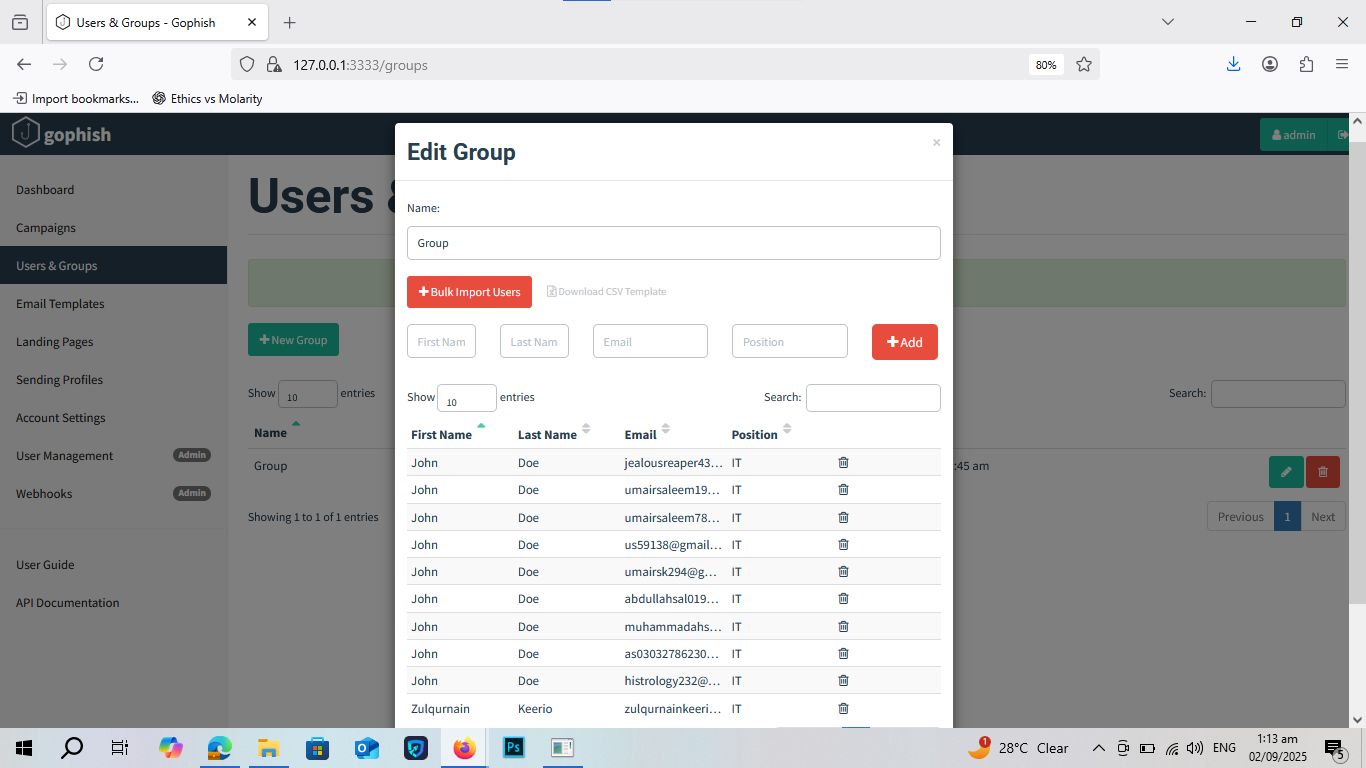 Users & Groups - Gophish
127.0.0.1:3333/groups
80%
Import bookmarks...
Ethics vs Molarity
gophish
admin
Dashboard
Campaigns
Users & Groups
Email Templates
Landing Pages
Sending Profiles
Account Settings
User Management Admin
Webhooks Admin
User Guide
API Documentation
Users &
New Group
Show 10 entries
Search:
Name
Group
:45 am
Showing 1 to 1 of 1 entries
Previous 1 Next
Edit Group
×
Name:
Group
Bulk Import Users
Download CSV Template
First Nam
Last Nam
Email
Position
Add
Show 10 entries
Search:
First Name Last Name Email Position
John Doe jealousreaper43... IT
John Doe umairsaleem19... IT
John Doe umairsaleem78... IT
John Doe us59138@gmail... IT
John Doe umairsk294@g... IT
John Doe abdullahsal019... IT
John Doe muhammadahs... IT
John Doe as03032786230... IT
John Doe histrology232@... IT
Zulqurnain Keerio zulqurnainkeeri... IT
Ps
1
28°C Clear
ENG
1:13 am
02/09/2025
5